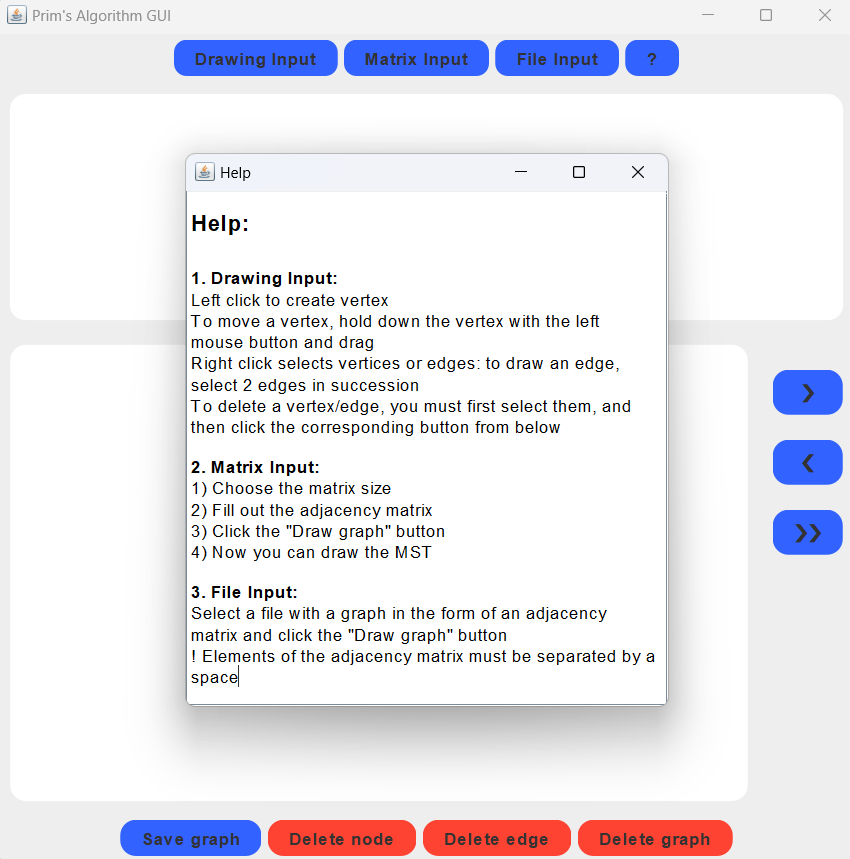 Prim's Algorithm GUI
Drawing Input
Matrix Input
File Input
?
Help
Help:
1. Drawing Input:
Left click to create vertex
To move a vertex, hold down the vertex with the left
mouse button and drag
Right click selects vertices or edges: to draw an edge,
select 2 edges in succession
To delete a vertex/edge, you must first select them, and
then click the corresponding button from below
2. Matrix Input:
1) Choose the matrix size
2) Fill out the adjacency matrix
3) Click the "Draw graph" button
4) Now you can draw the MST
3. File Input:
Select a file with a graph in the form of an adjacency
matrix and click the "Draw graph" button
! Elements of the adjacency matrix must be separated by a
space
❯
❮
❯❯
Save graph
Delete node
Delete edge
Delete graph